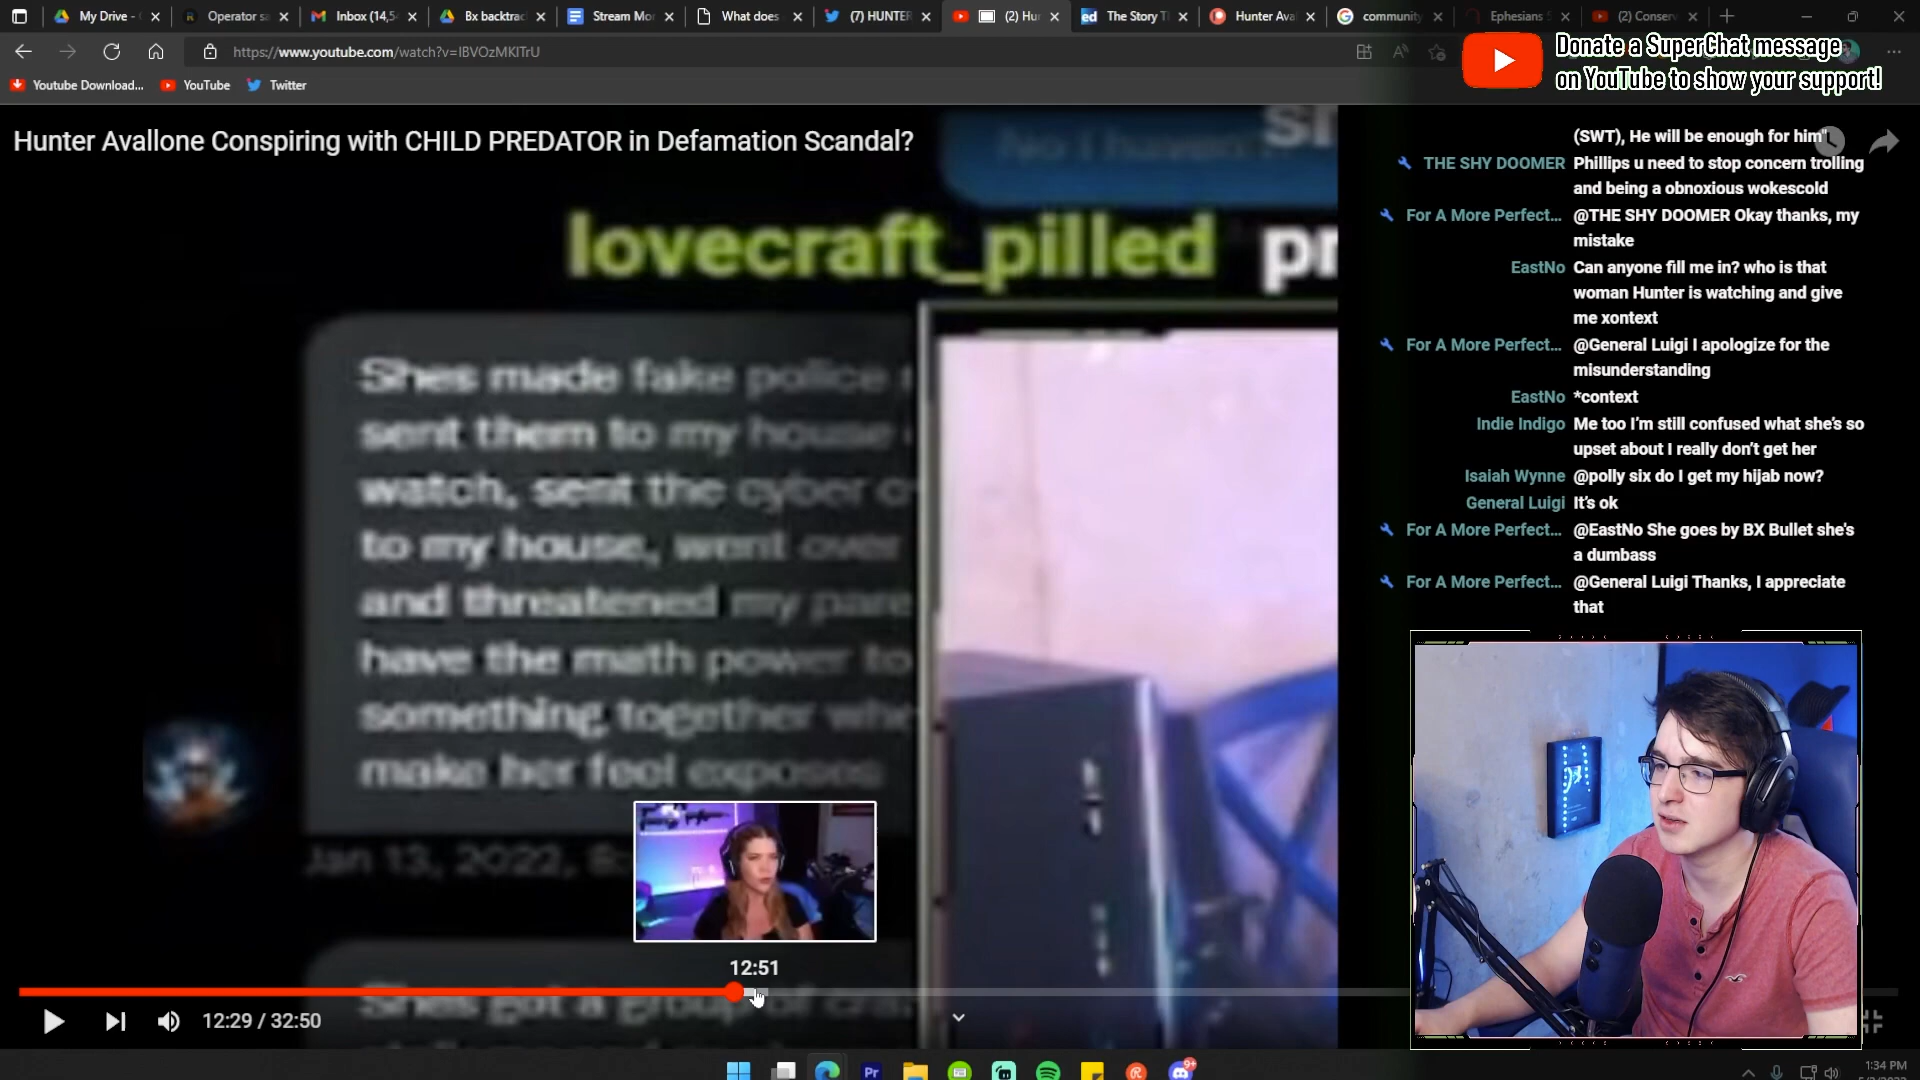 My Drive -
Operator sa
Inbox (14,5
Bx backtrac
Stream Mo
What does
(7) HUNTER
(2) Hu
The Story T
Hunter Ava
community
Ephesians 5
(2) Conser
https://www.youtube.com/watch?v=IBVOzMKITrU
Donate a SuperChat message
on YouTube to show your support!
Youtube Download...
YouTube
Twitter
Hunter Avallone Conspiring with CHILD PREDATOR in Defamation Scandal?
No I haven't
lovecraft_pilled
Shes made fake police
sent them to my house
watch, sent the cyber
to my house, went over
and threatened my
have the math power to
something together
make her feel exposed
Jan 13, 2022,
Shes got a group of
12:51
12:29 / 32:50
(SWT), He will be enough for him"
THE SHY DOOMER Phillips u need to stop concern trolling
and being a obnoxious wokescold
For A More Perfect... @THE SHY DOOMER Okay thanks, my
mistake
EastNo Can anyone fill me in? who is that
woman Hunter is watching and give
me xontext
For A More Perfect... @General Luigi I apologize for the
misunderstanding
EastNo *context
Indie Indigo Me too I'm still confused what she's so
upset about I really don't get her
Isaiah Wynne @polly six do I get my hijab now?
General Luigi It's ok
For A More Perfect... @EastNo She goes by BX Bullet she's
a dumbass
For A More Perfect... @General Luigi Thanks, I appreciate
that
Pr
9+
1:34 PM